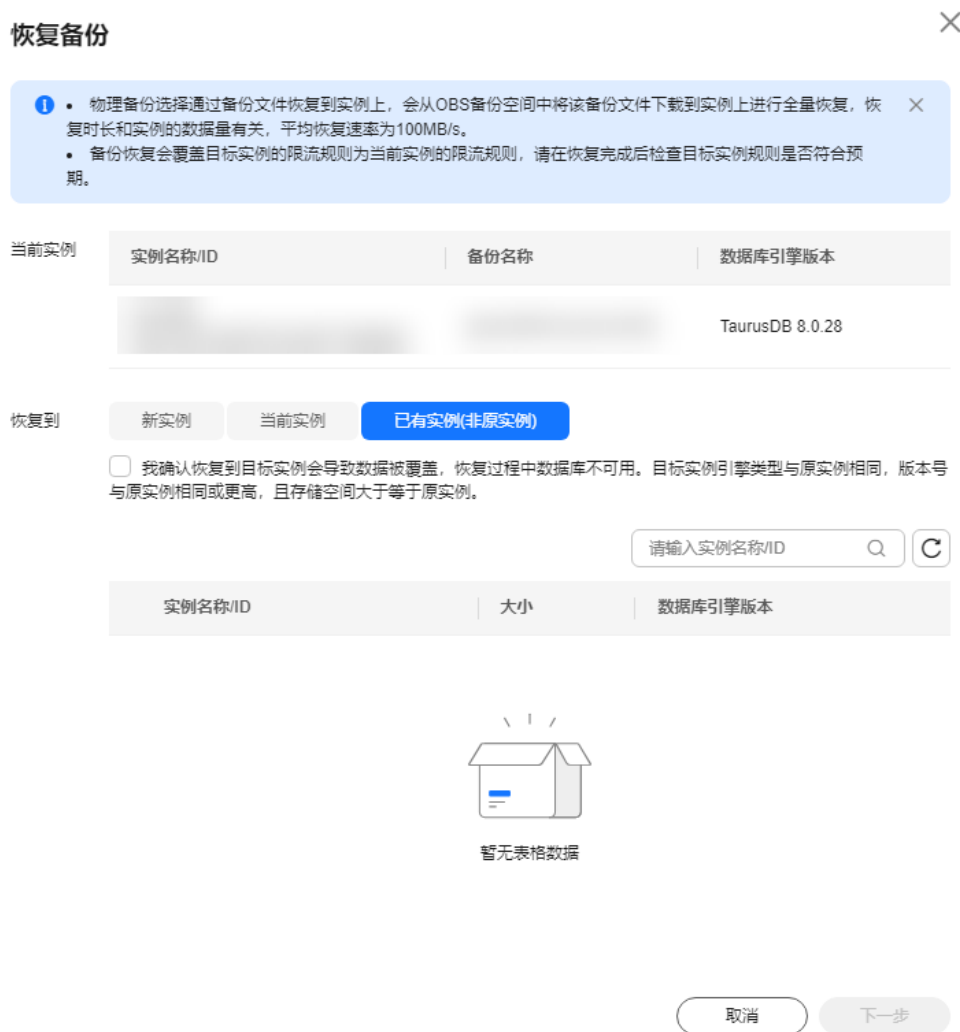 恢复备份
• 物理备份选择通过备份文件恢复到实例上，会从OBS备份空间中将该备份文件下载到实例上进行全量恢复，恢
复时长和实例的数据量有关，平均恢复速率为100MB/s。
• 备份恢复会覆盖目标实例的限流规则为当前实例的限流规则，请在恢复完成后检查目标实例规则是否符合预
期。
当前实例
实例名称/ID 备份名称 数据库引擎版本
TaurusDB 8.0.28
恢复到 新实例 当前实例 已有实例(非原实例)
我确认恢复到目标实例会导致数据被覆盖，恢复过程中数据库不可用。目标实例引擎类型与原实例相同，版本号
与原实例相同或更高，且存储空间大于等于原实例。
请输入实例名称/ID
实例名称/ID 大小 数据库引擎版本
暂无表格数据
取消 下一步